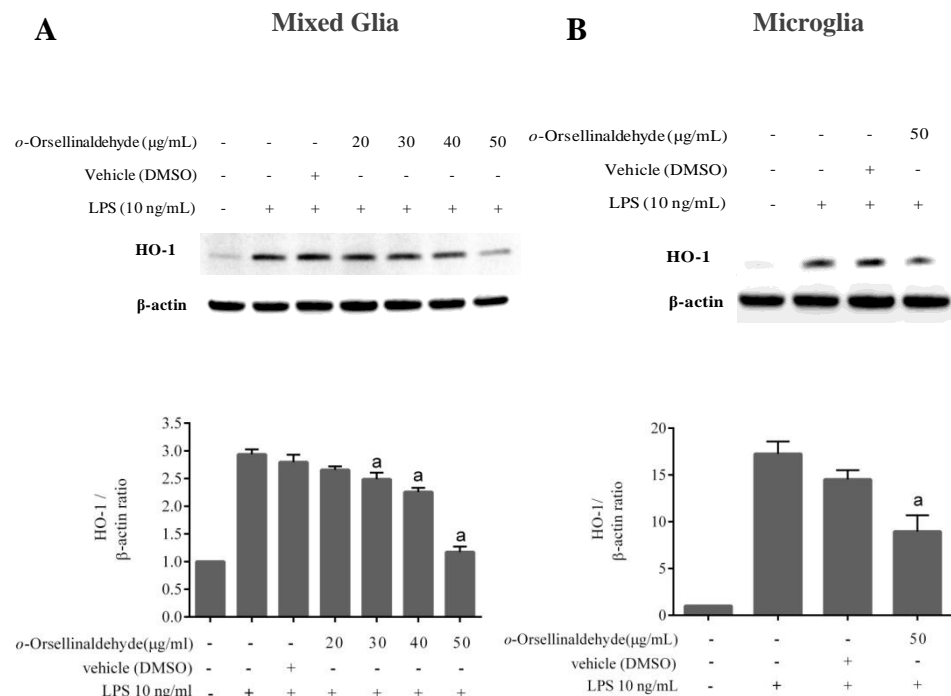 A
Mixed Glia
o-Orsellinaldehyde (µg/mL) - - - 20 30 40 50
Vehicle (DMSO) - - + - - - -
LPS (10 ng/mL) - + + + + + +
HO-1
β-actin
3.5
3.0
2.5
2.0
1.5
1.0
0.5
0.0
HO-1 /
β-actin ratio
a
a
a
o-Orsellinaldehyde(µg/ml) - - - 20 30 40 50
vehicle (DMSO) - - + - - - -
LPS 10 ng/ml - + + + + + +
B
Microglia
o-Orsellinaldehyde (µg/mL) - - - 50
Vehicle (DMSO) - - + -
LPS (10 ng/mL) - + + +
HO-1
β-actin
20
15
10
5
0
HO-1/
β-actin ratio
a
o-Orsellinaldehyde(µg/mL) - - - 50
vehicle (DMSO) - - + -
LPS 10 ng/mL - + + +